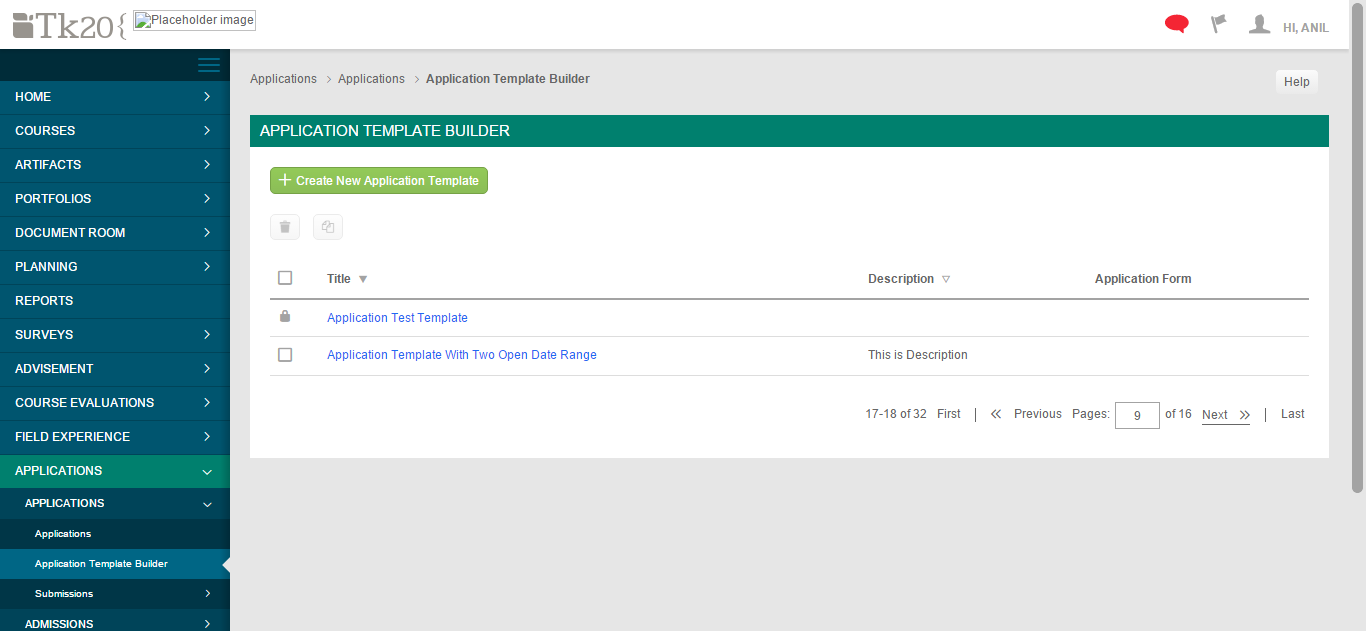 Tk20{
Placeholder image
HI, ANIL
HOME
COURSES
ARTIFACTS
PORTFOLIOS
DOCUMENT ROOM
PLANNING
REPORTS
SURVEYS
ADVISEMENT
COURSE EVALUATIONS
FIELD EXPERIENCE
APPLICATIONS
APPLICATIONS
Applications
Application Template Builder
Submissions
ADMISSIONS
Applications > Applications > Application Template Builder
Help
APPLICATION TEMPLATE BUILDER
Create New Application Template
Title Description Application Form
Application Test Template
Application Template With Two Open Date Range This is Description
17-18 of 32 First | « Previous Pages: 9 of 16 Next » | Last